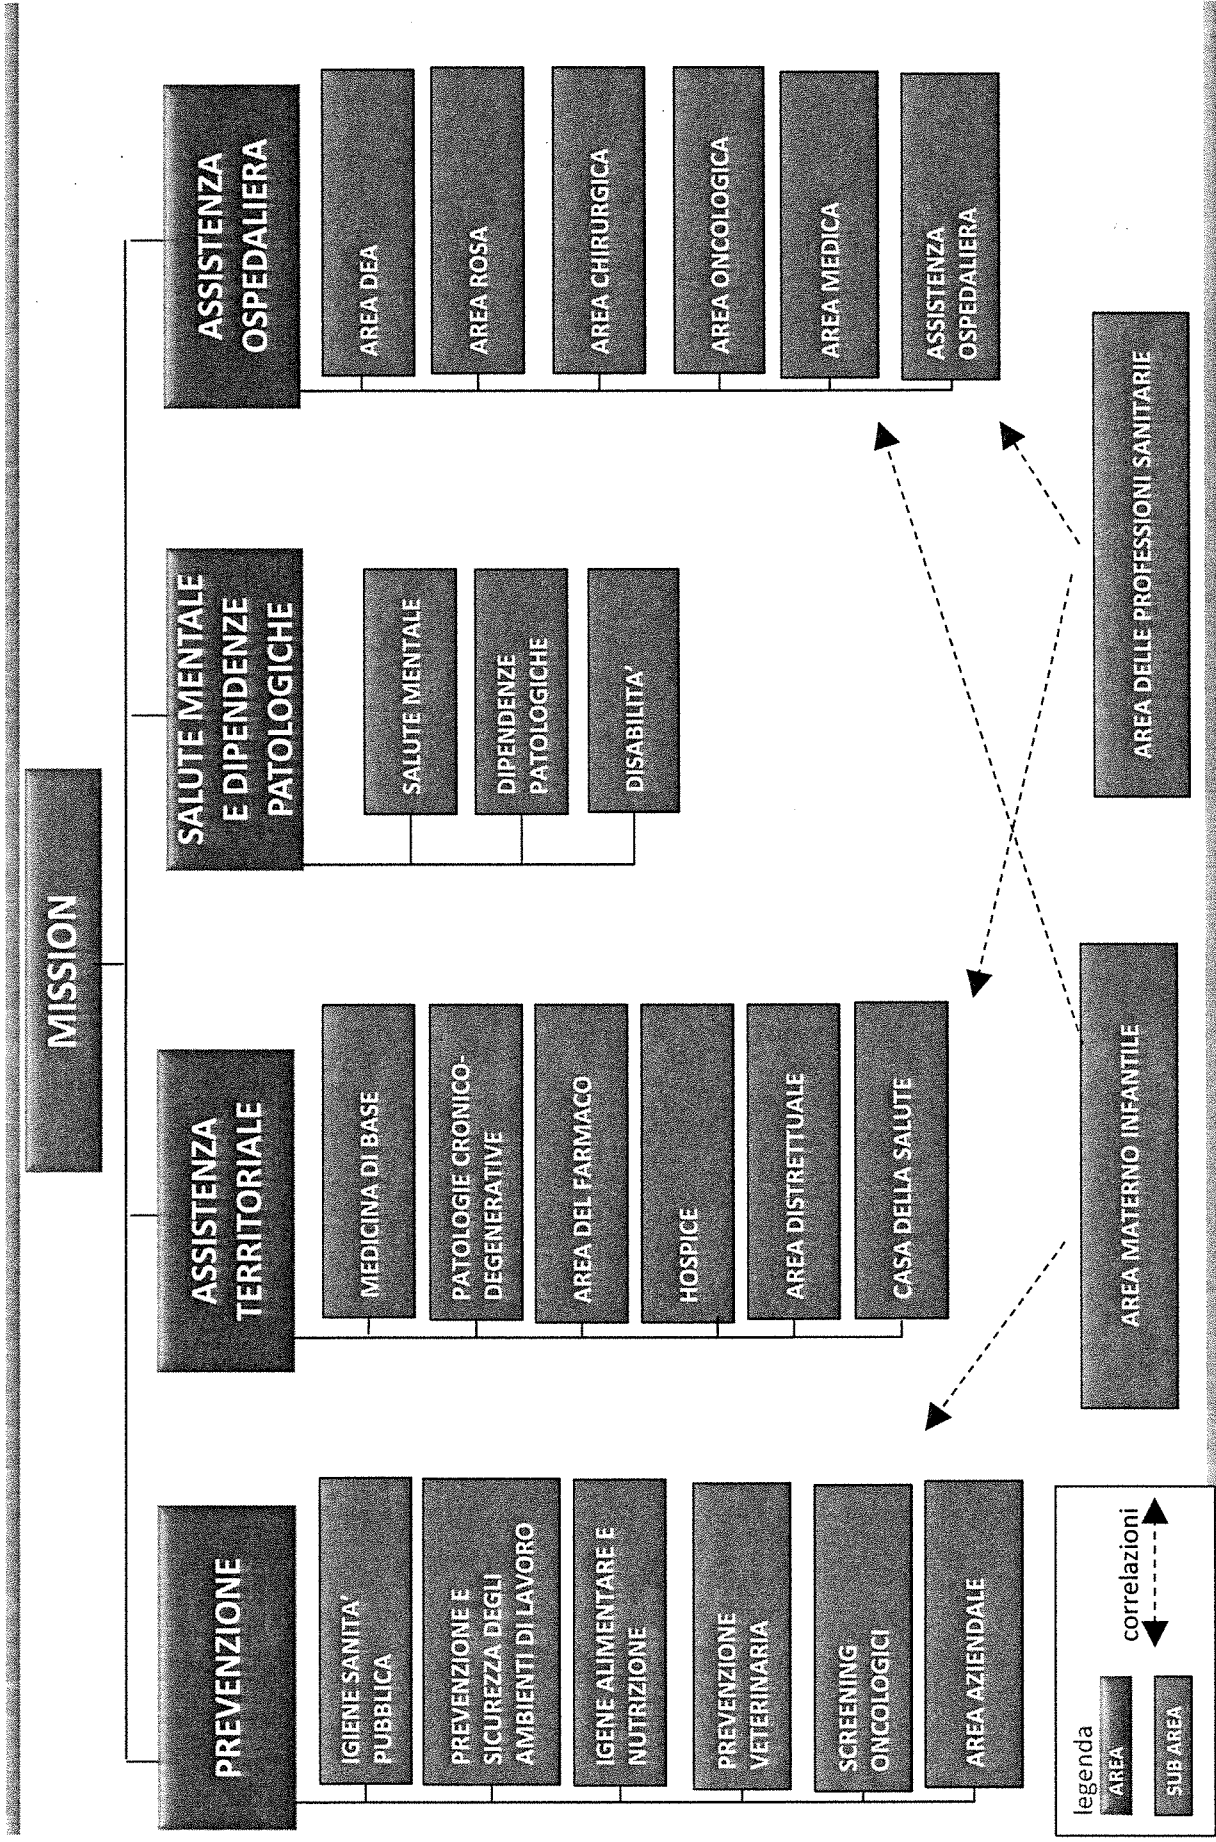 MISSION
PREVENZIONE
IGIENE SANITA'
PUBBLICA
PREVENZIONE E
SICUREZZA DEGLI
AMBIENTI DI LAVORO
IGENE ALIMENTARE E
NUTRIZIONE
PREVENZIONE
VETERINARIA
SCREENING
ONCOLOGICI
AREA AZIENDALE
ASSISTENZA
TERRITORIALE
MEDICINA DI BASE
PATOLOGIE CRONICO-
DEGENERATIVE
AREA DEL FARMACO
HOSPICE
AREA DISTRETTUALE
CASA DELLA SALUTE
SALUTE MENTALE
E DIPENDENZE
PATOLOGICHE
SALUTE MENTALE
DIPENDENZE
PATOLOGICHE
DISABILITA'
ASSISTENZA
OSPEDALIERA
AREA DEA
AREA ROSA
AREA CHIRURGICA
AREA ONCOLOGICA
AREA MEDICA
ASSISTENZA
OSPEDALIERA
AREA MATERNO INFANTILE
AREA DELLE PROFESSIONI SANITARIE
legenda
AREA
SUB AREA
correlazioni